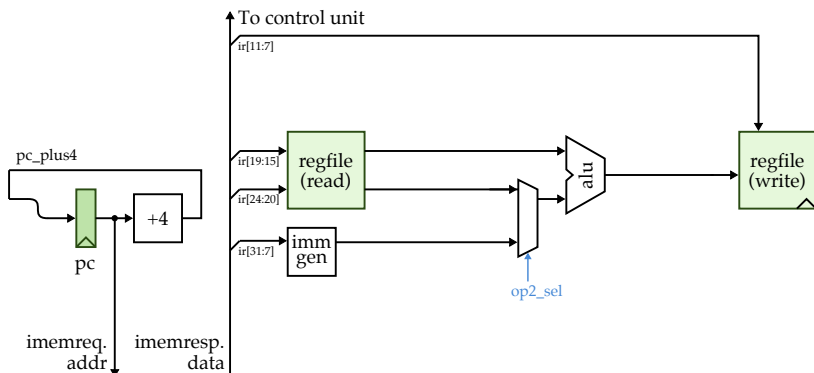 To control unit
ir[11:7]
pc_plus4
ir[19:15]
regfile
(read)
alu
regfile
(write)
ir[24:20]
+4
pc
ir[31:7]
imm
gen
op2_sel
imemreq.
addr
imemresp.
data